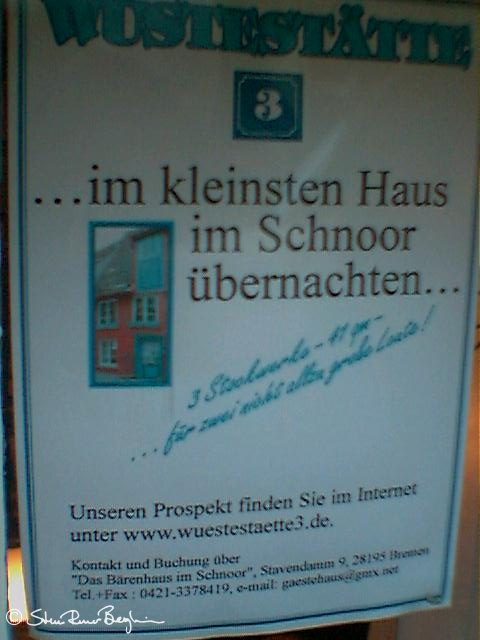 WÜSTESTÄTTE
3
...im kleinsten Haus
im Schnoor
übernachten...
3 Stockwerke - 41 qm -
...für zwei nicht allzu große Leute!
Unseren Prospekt finden Sie im Internet
unter www.wuestestaette3.de.
Kontakt und Buchung über
"Das Bärenhaus im Schnoor", Stavendamm 9, 28195 Bremen
Tel.+Fax : 0421-3378419, e-mail: gaestehaus@gmx.net
©